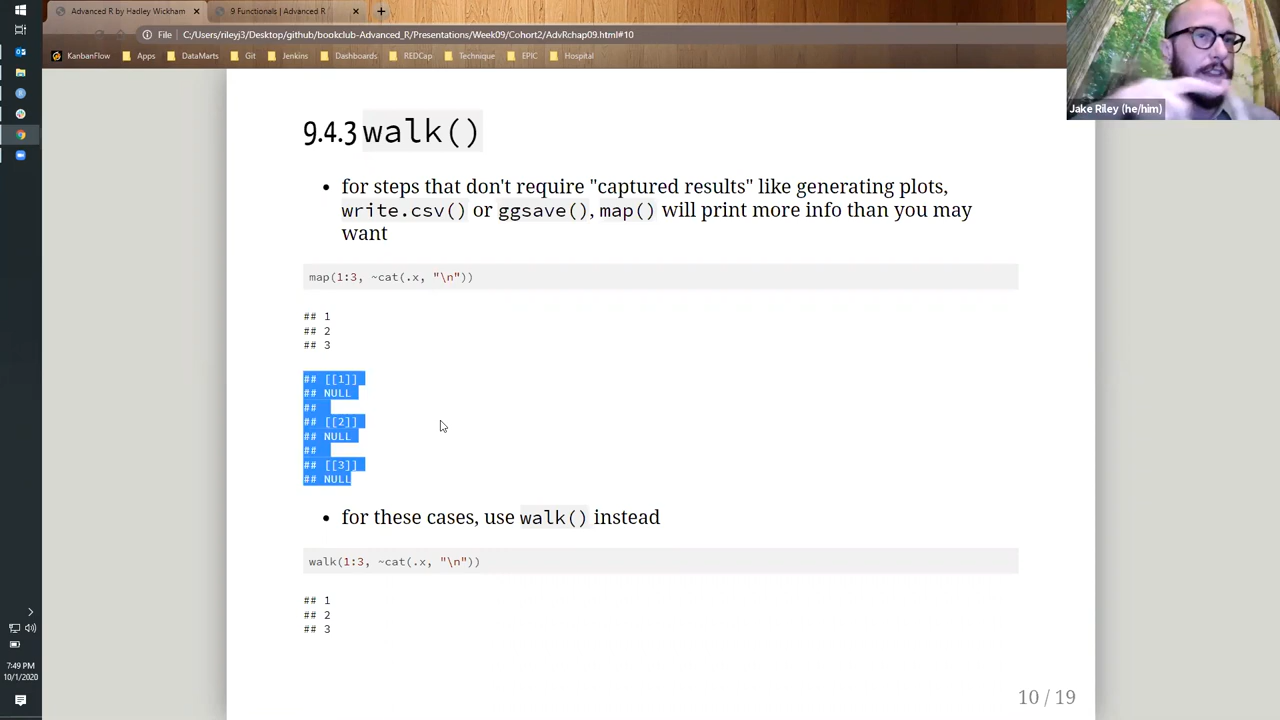 Advanced R by Hadley Wickham
9 Functionals | Advanced R
File
C:/Users/rileyj3/Desktop/github/bookclub-Advanced_R/Presentations/Week09/Cohort2/AdvRchap09.html#10
KanbanFlow
Apps
DataMarts
Git
Jenkins
Dashboards
REDCap
Technique
EPIC
Hospital
Jake Riley (he/him)
9.4.3 walk()
• for steps that don't require "captured results" like generating plots,
write.csv() or ggsave(), map() will print more info than you may
want
map(1:3, ~cat(.x, "\n"))
## 1
## 2
## 3
## [[1]]
## NULL
##
## [[2]]
## NULL
##
## [[3]]
## NULL
• for these cases, use walk() instead
walk(1:3, ~cat(.x, "\n"))
## 1
## 2
## 3
7:49 PM
10/1/2020
10 / 19